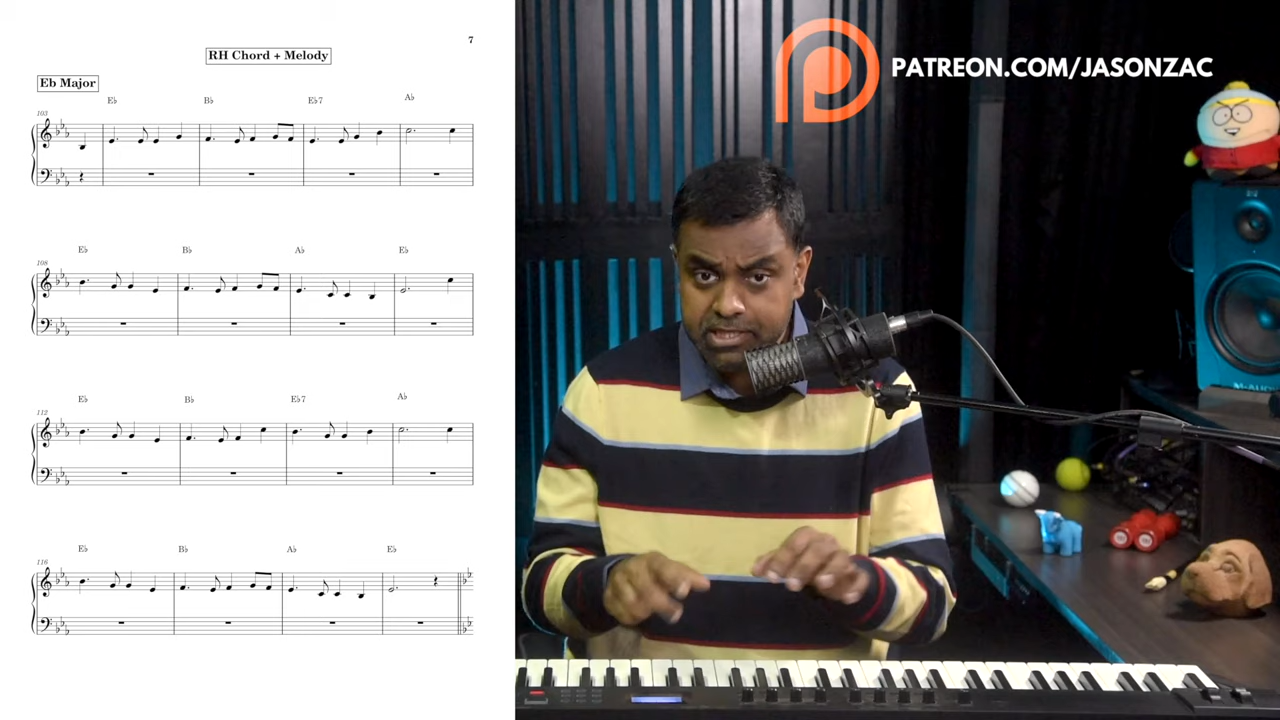 7
RH Chord + Melody
Eb Major
E♭ B♭ E♭7 A♭
103
E♭ B♭ A♭ E♭
108
E♭ B♭ E♭7 A♭
112
E♭ B♭ A♭ E♭
116
PATREON.COM/JASONZAC